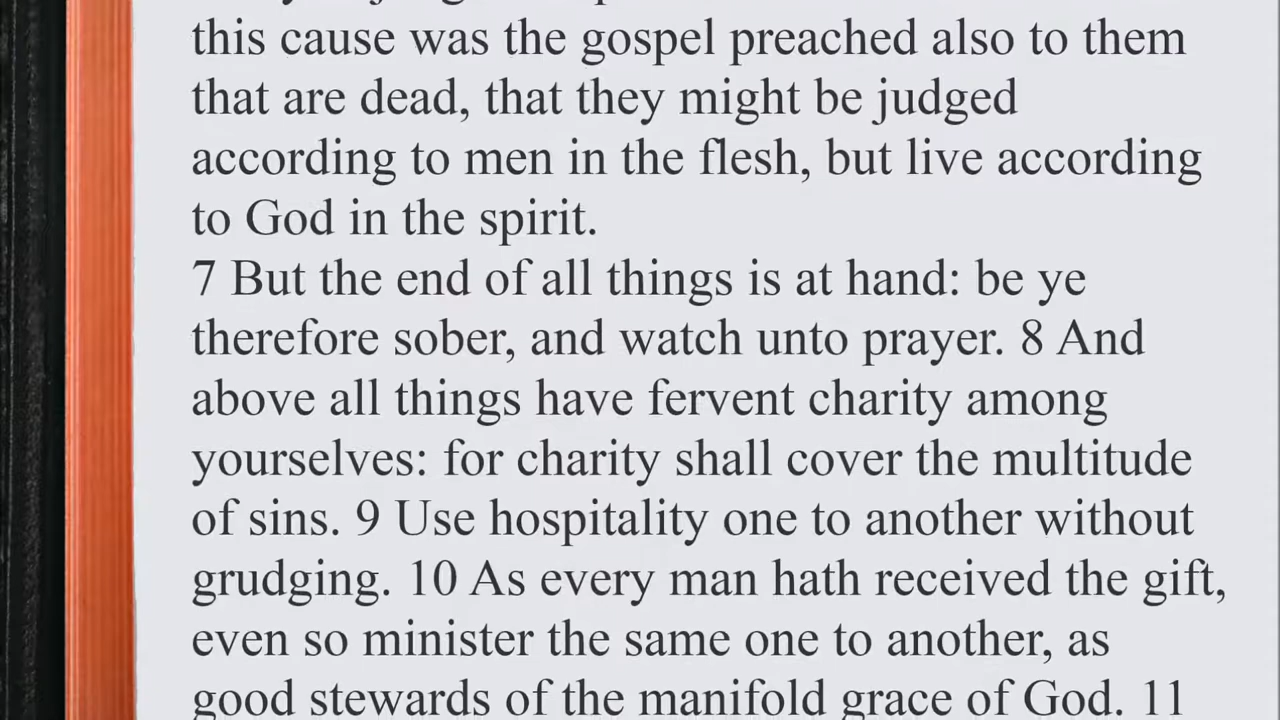 this cause was the gospel preached also to them
that are dead, that they might be judged
according to men in the flesh, but live according
to God in the spirit.
7 But the end of all things is at hand: be ye
therefore sober, and watch unto prayer. 8 And
above all things have fervent charity among
yourselves: for charity shall cover the multitude
of sins. 9 Use hospitality one to another without
grudging. 10 As every man hath received the gift,
even so minister the same one to another, as
good stewards of the manifold grace of God. 11